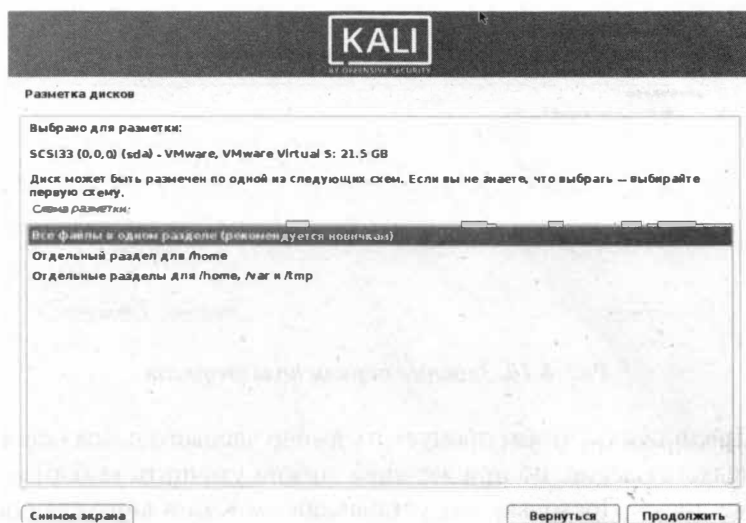 KALI
BY OFFENSIVE SECURITY
Разметка дисков
Выбрано для разметки:
SCSI33 (0,0,0) (sda) - VMware, VMware Virtual S: 21.5 GB
Диск может быть размечен по одной из следующих схем. Если вы не знаете, что выбрать — выбирайте
первую схему.
Схема разметки:
Все файлы в одном разделе (рекомендуется новичкам)
Отдельный раздел для /home
Отдельные разделы для /home, /var и /tmp
Снимок экрана
Вернуться
Продолжить